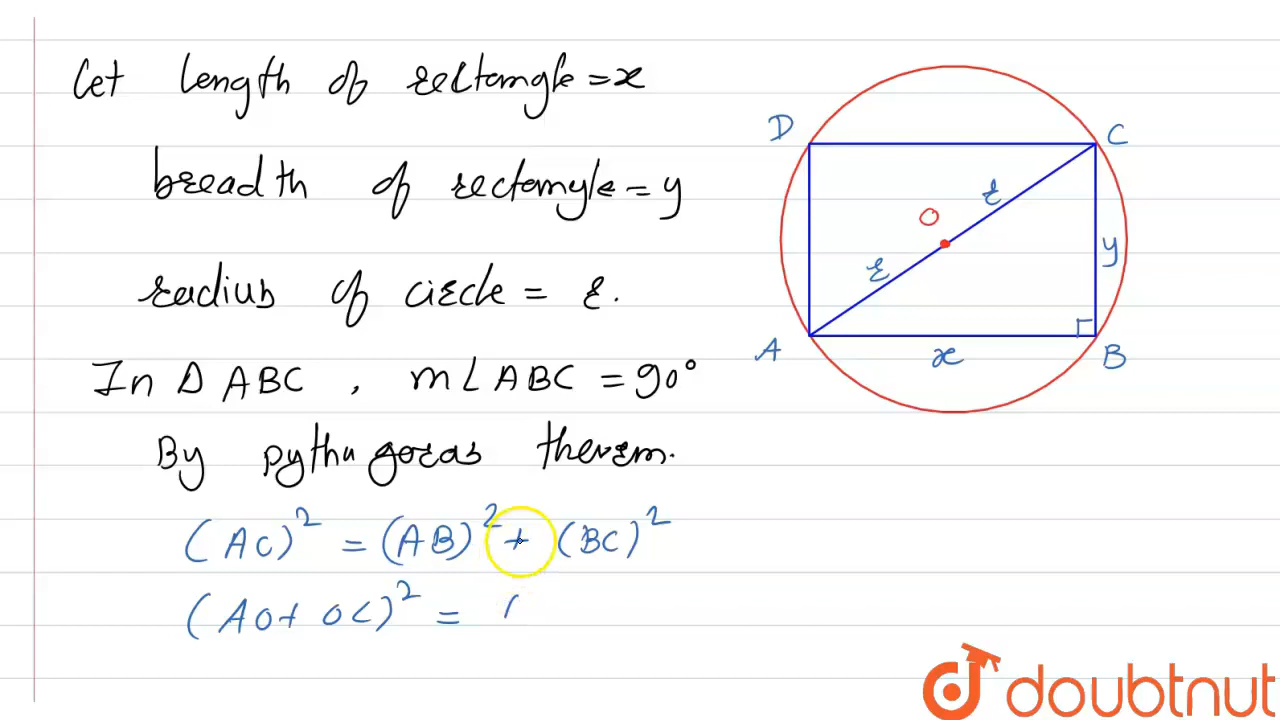 Let length of rectangle = x
breadth of rectangle = y
radius of circle = r.
In Δ ABC , m∠ABC = 90°
By pythagoras therem.
(AC)² = (AB)² + (BC)²
(AO+ OC)² = (
D
C
O
r
r
y
A
x
B
doubtnut